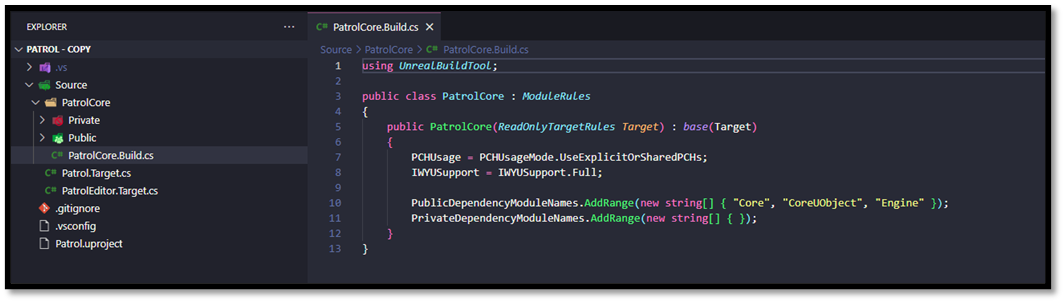 EXPLORER
PATROL - COPY
.vs
Source
PatrolCore
Private
Public
C# PatrolCore.Build.cs
C# Patrol.Target.cs
C# PatrolEditor.Target.cs
.gitignore
.vsconfig
Patrol.uproject
C# PatrolCore.Build.cs
Source > PatrolCore > C# PatrolCore.Build.cs
1 using UnrealBuildTool;
2
3 public class PatrolCore : ModuleRules
4 {
5 public PatrolCore(ReadOnlyTargetRules Target) : base(Target)
6 {
7 PCHUsage = PCHUsageMode.UseExplicitOrSharedPCHs;
8 IWYUSupport = IWYUSupport.Full;
9
10 PublicDependencyModuleNames.AddRange(new string[] { "Core", "CoreUObject", "Engine" });
11 PrivateDependencyModuleNames.AddRange(new string[] { });
12 }
13 }